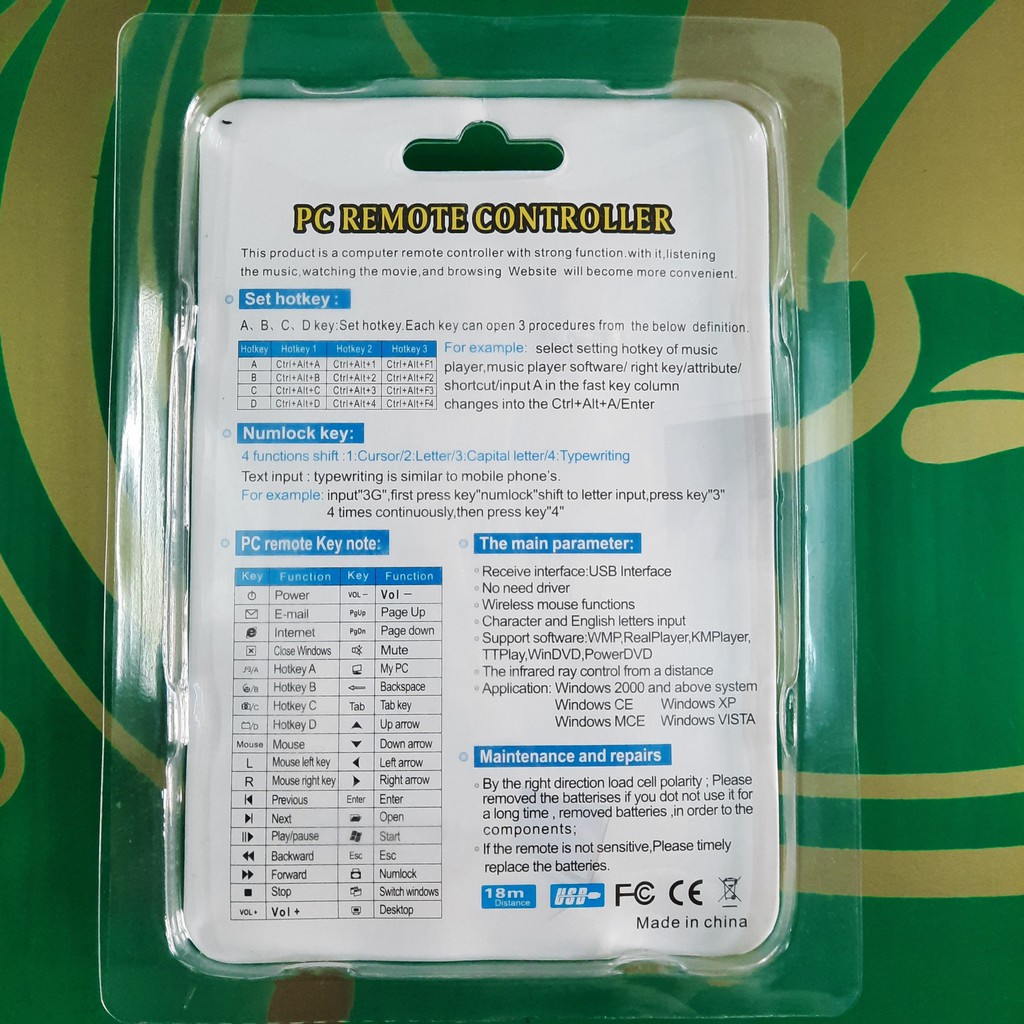 PC REMOTE CONTROLLER
This product is a computer remote controller with strong function.with it,listening
the music,watching the movie,and browsing Website will become more convenient.
Set hotkey :
A、B、C、D key:Set hotkey.Each key can open 3 procedures from the below definition.
Hotkey Hotkey 1 Hotkey 2 Hotkey 3
A Ctrl+Alt+A Ctrl+Alt+1 Ctrl+Alt+F1
B Ctrl+Alt+B Ctrl+Alt+2 Ctrl+Alt+F2
C Ctrl+Alt+C Ctrl+Alt+3 Ctrl+Alt+F3
D Ctrl+Alt+D Ctrl+Alt+4 Ctrl+Alt+F4
For example: select setting hotkey of music
player,music player software/ right key/attribute/
shortcut/input A in the fast key column
changes into the Ctrl+Alt+A/Enter
Numlock key:
4 functions shift :1:Cursor/2:Letter/3:Capital letter/4:Typewriting
Text input : typewriting is similar to mobile phone's.
For example: input"3G",first press key"numlock"shift to letter input,press key"3"
4 times continuously,then press key"4"
PC remote Key note:
Key Function Key Function
Power VOL－ Vol－
E-mail PgUp Page Up
Internet PgDn Page down
Close Windows Mute
/A Hotkey A My PC
/B Hotkey B Backspace
/C Hotkey C Tab Tab key
/D Hotkey D Up arrow
Mouse Mouse Down arrow
L Mouse left key Left arrow
R Mouse right key Right arrow
Previous Enter Enter
Next Open
Play/pause Start
Backward Esc Esc
Forward Numlock
Stop Switch windows
VOL+ Vol+ Desktop
The main parameter:
Receive interface:USB Interface
No need driver
Wireless mouse functions
Character and English letters input
Support software:WMP,RealPlayer,KMPlayer,
TTPlay,WinDVD,PowerDVD
The infrared ray control from a distance
Application: Windows 2000 and above system
Windows CE Windows XP
Windows MCE Windows VISTA
Maintenance and repairs
By the right direction load cell polarity ; Please
removed the batterises if you dot not use it for
a long time , removed batteries ,in order to the
components;
If the remote is not sensitive,Please timely
replace the batteries.
18m
Distance
USB FC CE
Made in china